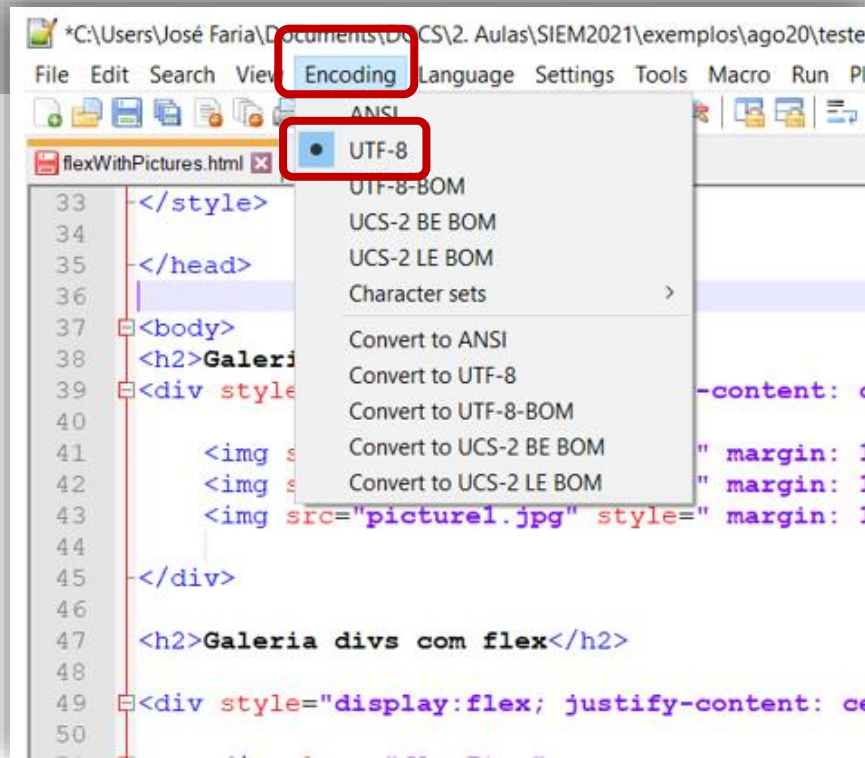 *C:\Users\José Faria\Documents\DOCS\2. Aulas\SIEM2021\exemplos\ago20\teste
File Edit Search View Encoding Language Settings Tools Macro Run Pl
ANSI
UTF-8
flexWithPictures.html
UTF-8-BOM
UCS-2 BE BOM
UCS-2 LE BOM
Character sets >
Convert to ANSI
Convert to UTF-8
Convert to UTF-8-BOM
Convert to UCS-2 BE BOM
Convert to UCS-2 LE BOM
33 </style>
34
35 </head>
36
37 <body>
38 <h2>Galeri
39 <div style -content: c
40
41 <img s " margin: 1
42 <img s " margin: 1
43 <img src="picture1.jpg" style=" margin: 1
44
45 </div>
46
47 <h2>Galeria divs com flex</h2>
48
49 <div style="display:flex; justify-content: ce
50